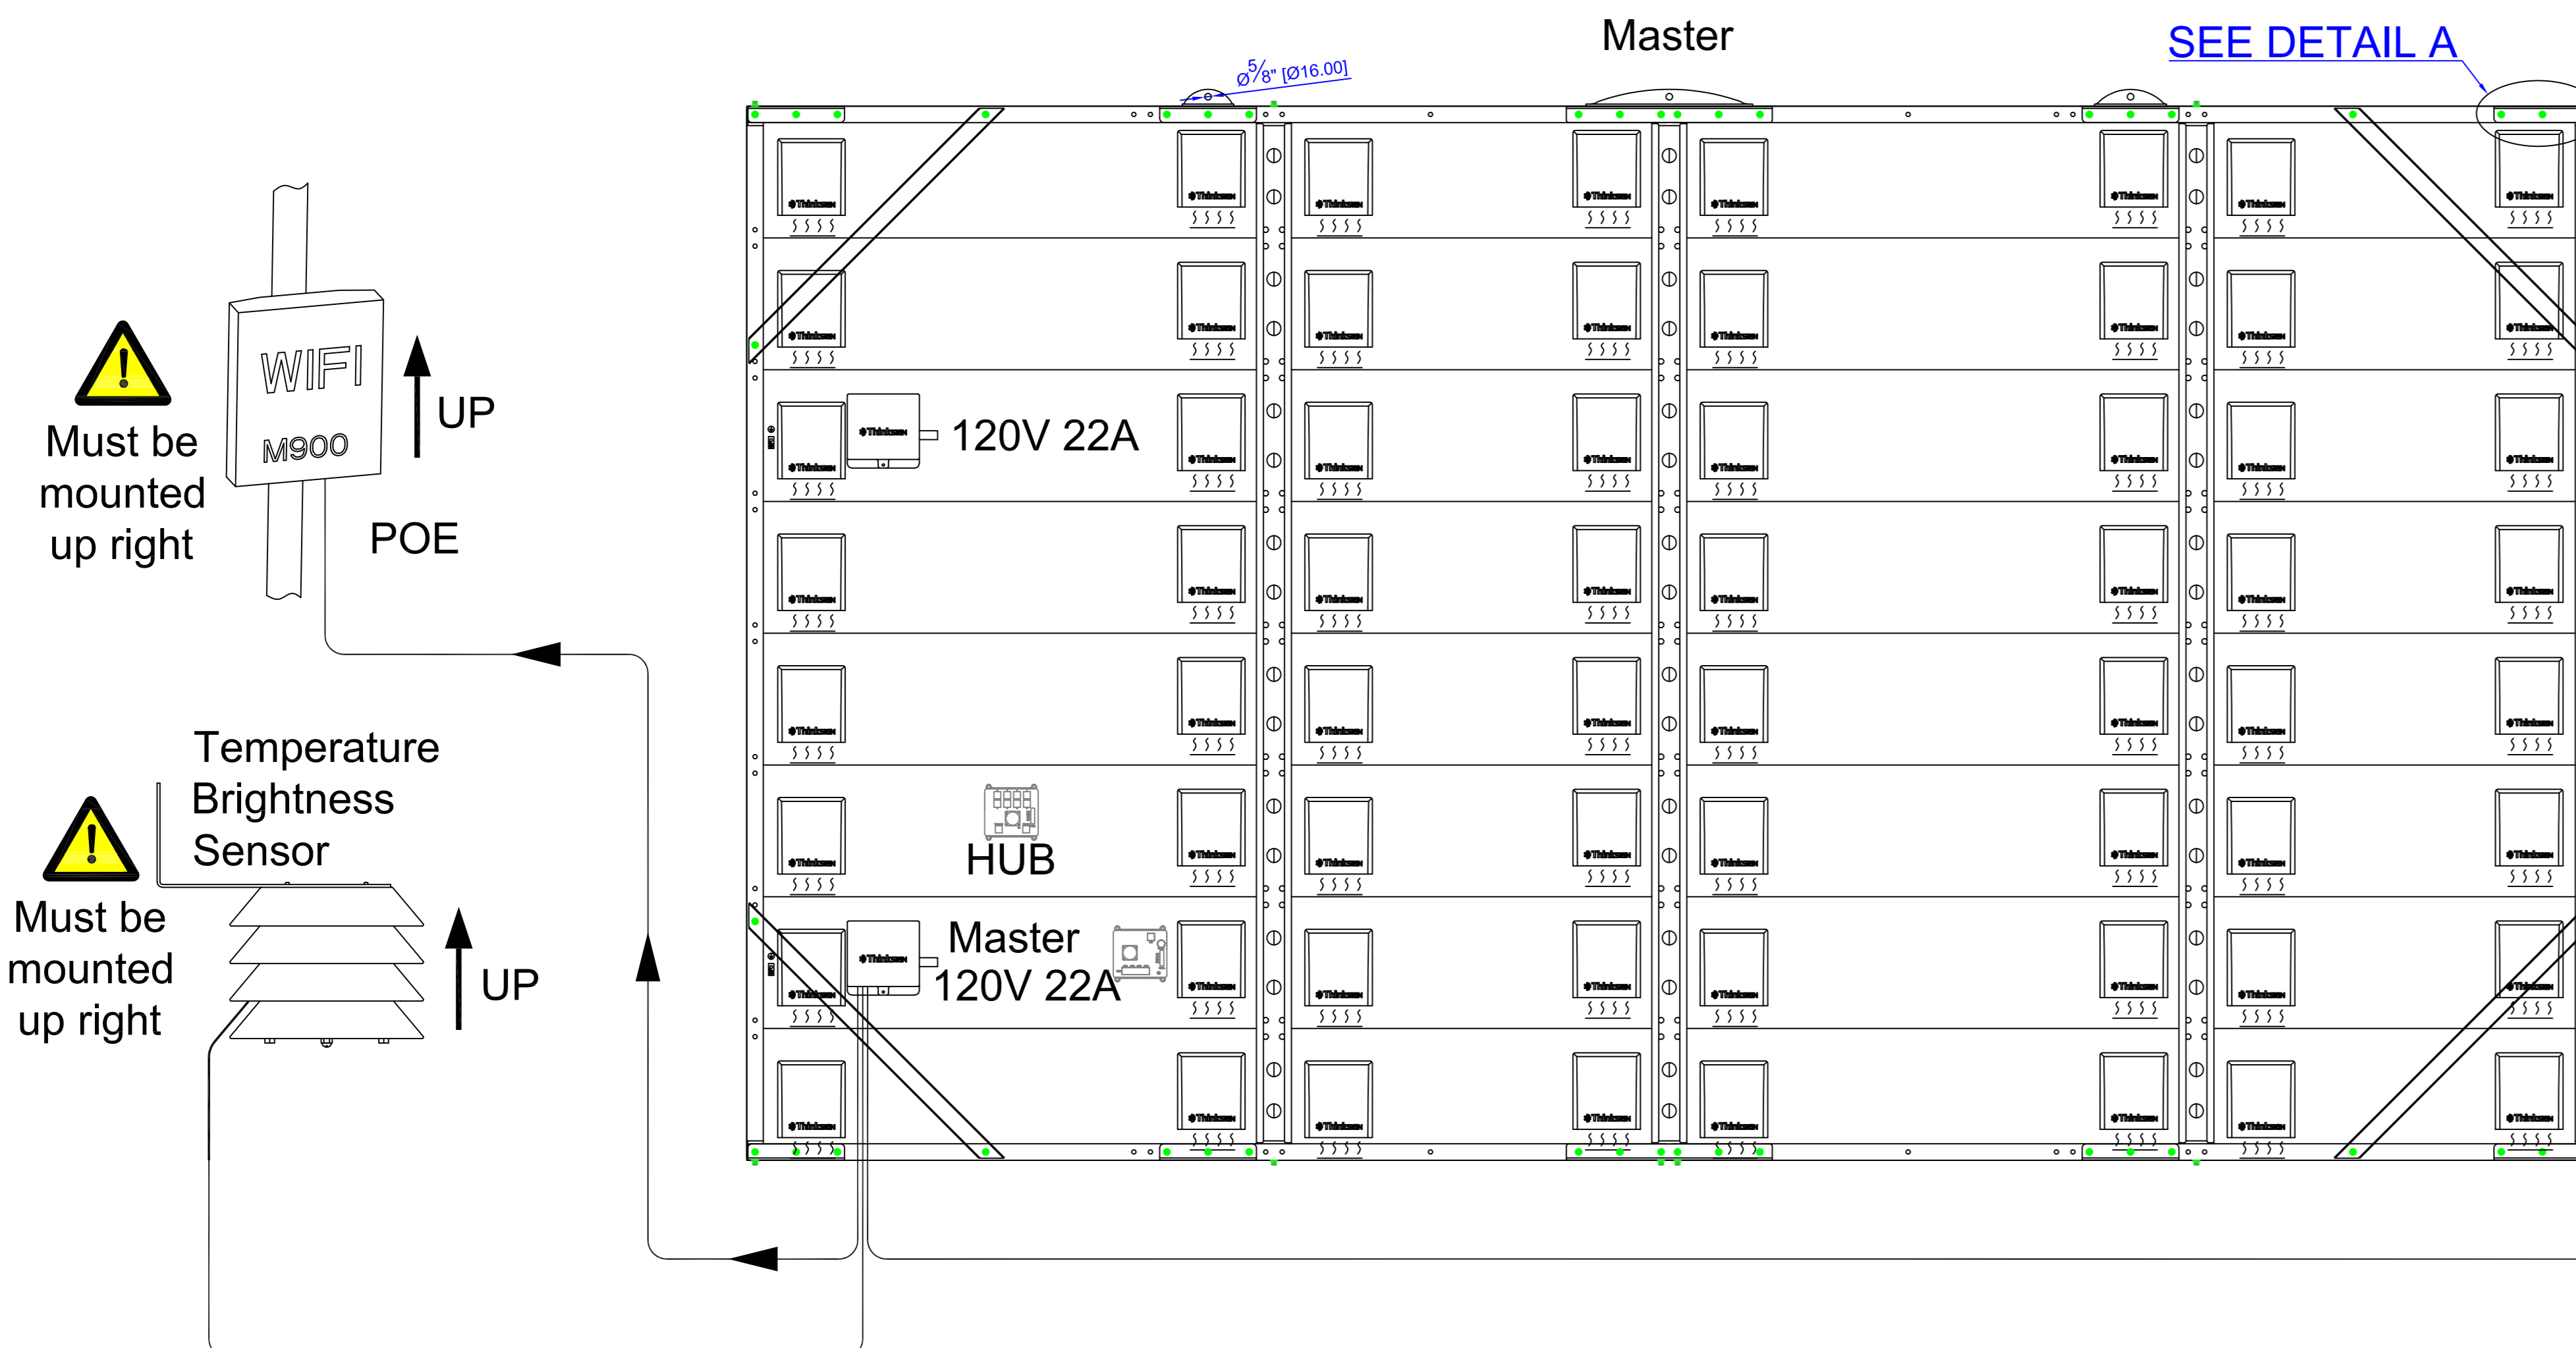 Master
SEE DETAIL A
Ø5/8" [Ø16.00]
WIFI
M900
UP
Must be
mounted
up right
POE
120V 22A
Temperature
Brightness
Sensor
Must be
mounted
up right
UP
HUB
Master
120V 22A
ThinkSIGN